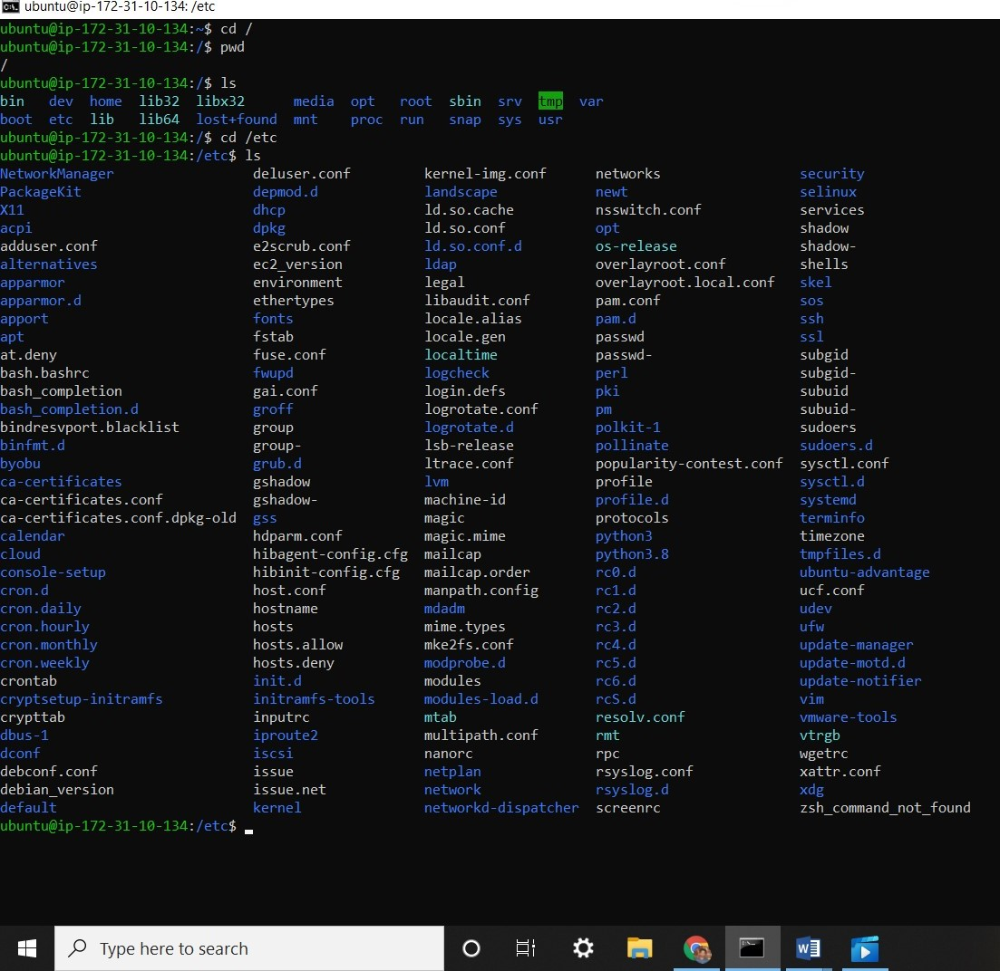 ubuntu@ip-172-31-10-134: /etc
ubuntu@ip-172-31-10-134:~$ cd /
ubuntu@ip-172-31-10-134:/$ pwd
/
ubuntu@ip-172-31-10-134:/$ ls
bin dev home lib32 libx32 media opt root sbin srv tmp var
boot etc lib lib64 lost+found mnt proc run snap sys usr
ubuntu@ip-172-31-10-134:/$ cd /etc
ubuntu@ip-172-31-10-134:/etc$ ls
NetworkManager deluser.conf kernel-img.conf networks security
PackageKit depmod.d landscape newt selinux
X11 dhcp ld.so.cache nsswitch.conf services
acpi dpkg ld.so.conf opt shadow
adduser.conf e2scrub.conf ld.so.conf.d os-release shadow-
alternatives ec2_version ldap overlayroot.conf shells
apparmor environment legal overlayroot.local.conf skel
apparmor.d ethertypes libaudit.conf pam.conf sos
apport fonts locale.alias pam.d ssh
apt fstab locale.gen passwd ssl
at.deny fuse.conf localtime passwd- subgid
bash.bashrc fwupd logcheck perl subgid-
bash_completion gai.conf login.defs pki subuid
bash_completion.d groff logrotate.conf pm subuid-
bindresvport.blacklist group logrotate.d polkit-1 sudoers
binfmt.d group- lsb-release pollinate sudoers.d
byobu grub.d ltrace.conf popularity-contest.conf sysctl.conf
ca-certificates gshadow lvm profile sysctl.d
ca-certificates.conf gshadow- machine-id profile.d systemd
ca-certificates.conf.dpkg-old gss magic protocols terminfo
calendar hdparm.conf magic.mime python3 timezone
cloud hibagent-config.cfg mailcap python3.8 tmpfiles.d
console-setup hibinit-config.cfg mailcap.order rc0.d ubuntu-advantage
cron.d host.conf manpath.config rc1.d ucf.conf
cron.daily hostname mdadm rc2.d udev
cron.hourly hosts mime.types rc3.d ufw
cron.monthly hosts.allow mke2fs.conf rc4.d update-manager
cron.weekly hosts.deny modprobe.d rc5.d update-motd.d
crontab init.d modules rc6.d update-notifier
cryptsetup-initramfs initramfs-tools modules-load.d rcS.d vim
crypttab inputrc mtab resolv.conf vmware-tools
dbus-1 iproute2 multipath.conf rmt vtrgb
dconf iscsi nanorc rpc wgetrc
debconf.conf issue netplan rsyslog.conf xattr.conf
debian_version issue.net network rsyslog.d xdg
default kernel networkd-dispatcher screenrc zsh_command_not_found
ubuntu@ip-172-31-10-134:/etc$
Type here to search